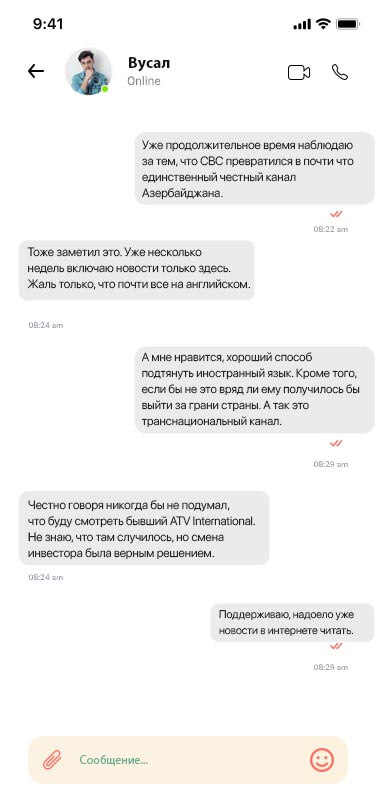 9:41
Вусал
Online
Уже продолжительное время наблюдаю
за тем, что CBC превратился в почти что
единственный честный канал
Азербайджана.
08:22 am
Тоже заметил это. Уже несколько
недель включаю новости только здесь.
Жаль только, что почти все на английском.
08:24 am
А мне нравится, хороший способ
подтянуть иностранный язык. Кроме того,
если бы не это вряд ли ему получилось бы
выйти за грани страны. А так это
транснациональный канал.
08:29 am
Честно говоря никогда бы не подумал,
что буду смотреть бывший ATV International.
Не знаю, что там случилось, но смена
инвестора была верным решением.
08:24 am
Поддерживаю, надоело уже
новости в интернете читать.
08:29 am
Сообщение...